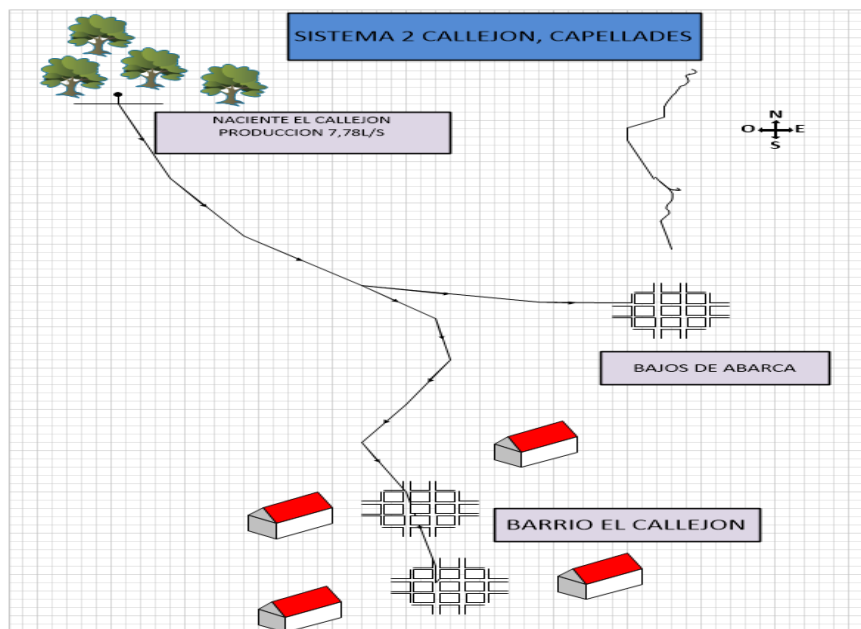 SISTEMA 2 CALLEJON, CAPELLADES
NACIENTE EL CALLEJON
PRODUCCION 7,78L/S
N
O E
S
BAJOS DE ABARCA
BARRIO EL CALLEJON